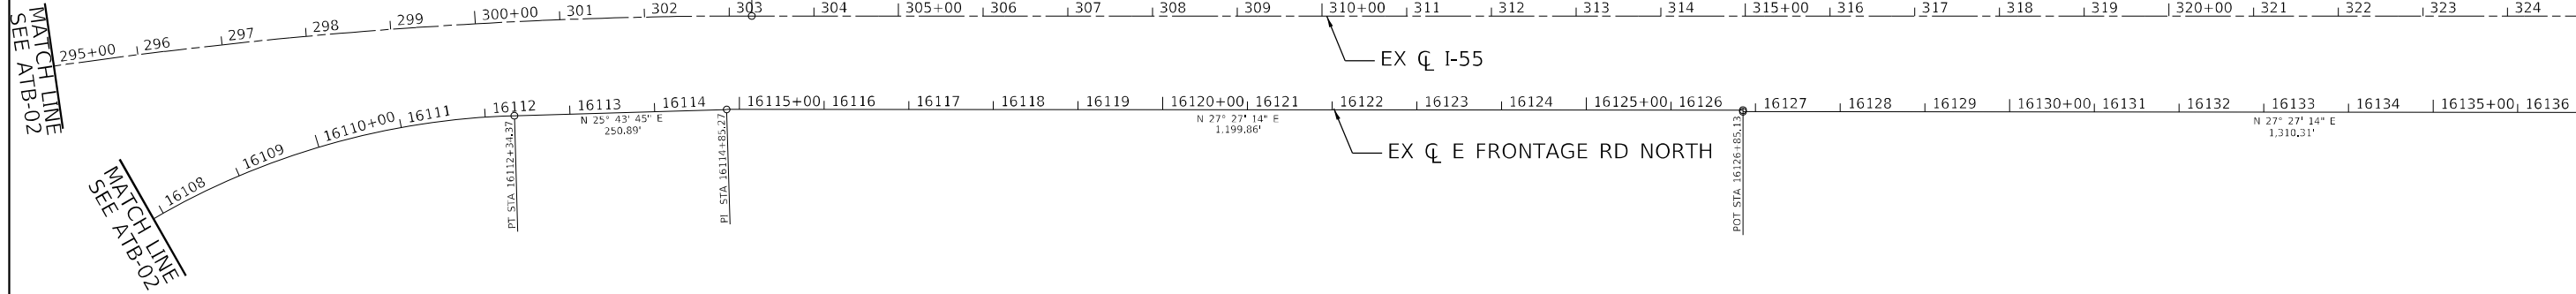 MATCH LINE
SEE ATB-02
295+00 296 297 298 299 300+00 301 302 303 304 305+00 306 307 308 309 310+00 311 312 313 314 315+00 316 317 318 319 320+00 321 322 323 324
EX ℄ I-55
MATCH LINE
SEE ATB-02
16108 16109 16110+00 16111 16112 16113 16114 16115+00 16116 16117 16118 16119 16120+00 16121 16122 16123 16124 16125+00 16126 16127 16128 16129 16130+00 16131 16132 16133 16134 16135+00 16136
PT STA 16112+34.37
N 25° 43' 45" E
250.89'
PI STA 16114+85.27
N 27° 27' 14" E
1,199.86'
EX ℄ E FRONTAGE RD NORTH
POT STA 16126+85.13
N 27° 27' 14" E
1,310.31'